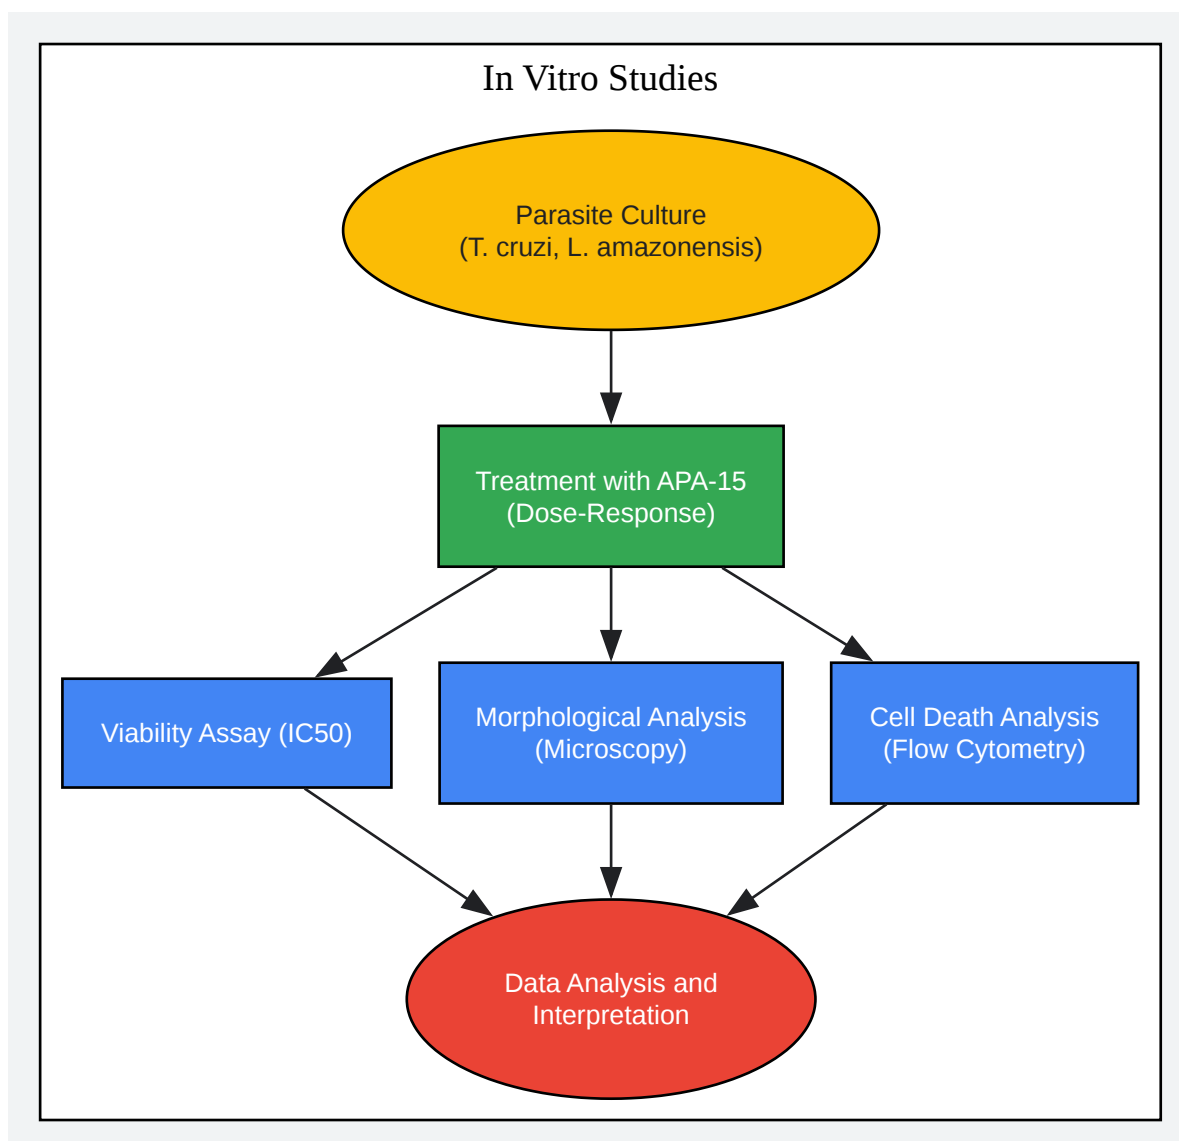 In Vitro Studies
Parasite Culture
(T. cruzi, L. amazonensis)
Treatment with APA-15
(Dose-Response)
Viability Assay (IC50)
Morphological Analysis
(Microscopy)
Cell Death Analysis
(Flow Cytometry)
Data Analysis and
Interpretation